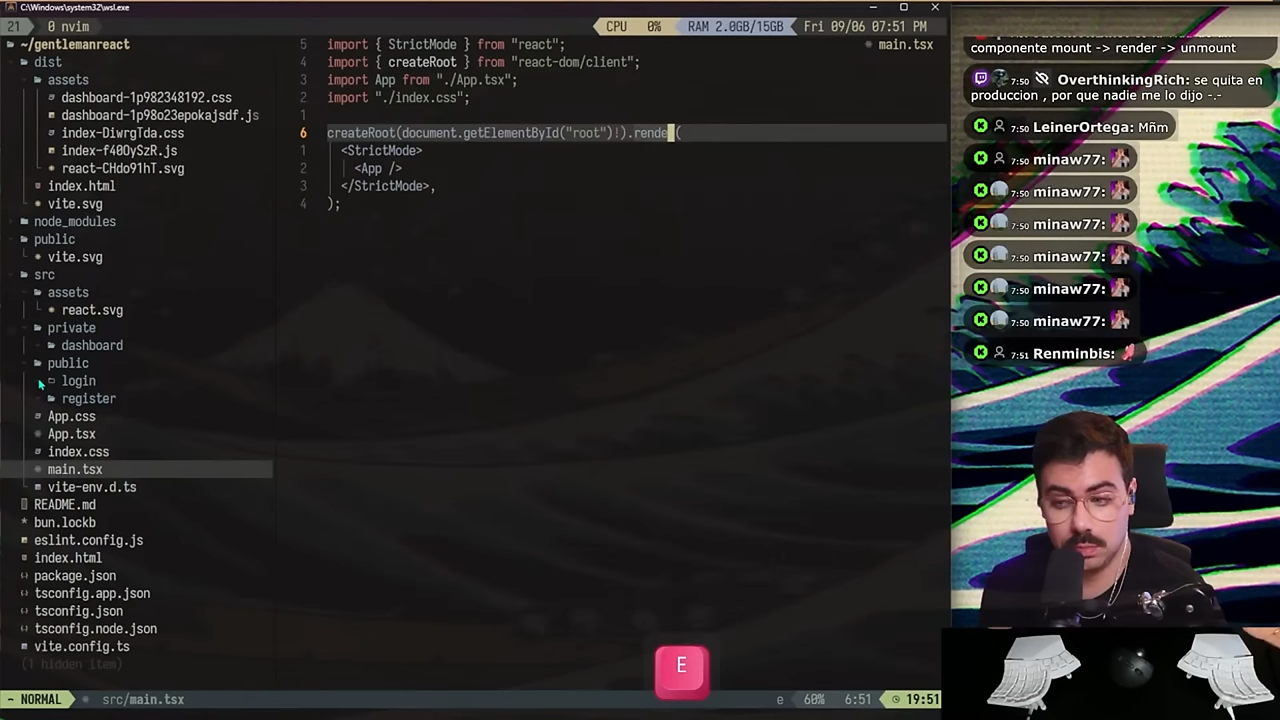 C:\Windows\system32\wsl.exe
21 0 nvim CPU 0% RAM 2.0GB/15GB Fri 09/06 07:51 PM
~/gentlemanreact
dist
assets
dashboard-1p982348192.css
dashboard-1p98o23epokajsdf.js
index-DiwrgTda.css
index-f40OySzR.js
react-CHdo91hT.svg
index.html
vite.svg
node_modules
public
vite.svg
src
assets
react.svg
private
dashboard
public
login
register
App.css
App.tsx
index.css
main.tsx
vite-env.d.ts
README.md
bun.lockb
eslint.config.js
index.html
package.json
tsconfig.app.json
tsconfig.json
tsconfig.node.json
vite.config.ts
(1 hidden item)
main.tsx
5 import { StrictMode } from "react";
4 import { createRoot } from "react-dom/client";
3 import App from "./App.tsx";
2 import "./index.css";
1
6 createRoot(document.getElementById("root")!).render(
1 <StrictMode>
2 <App />
3 </StrictMode>,
4 );
E
NORMAL src/main.tsx e 60% 6:51 19:51
componente mount -> render -> unmount
7:50 OverthinkingRich: se quita en
produccion , por que nadie me lo dijo -.-
7:50 LeinerOrtega: Mñm
7:50 minaw77:
7:50 minaw77:
7:50 minaw77:
7:50 minaw77:
7:50 minaw77:
7:50 minaw77:
7:51 Renminbis: